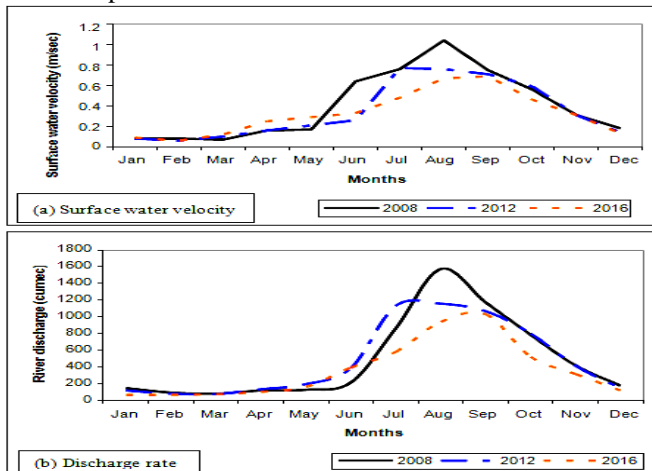 1.2
1
0.8
0.6
0.4
0.2
0
Surface water velocity (m/sec)
Jan Feb Mar Apr May Jun Jul Aug Sep Oct Nov Dec
Months
(a) Surface water velocity
2008 2012 2016
1800
1600
1400
1200
1000
800
600
400
200
0
River discharge (cumec)
Jan Feb Mar Apr May Jun Jul Aug Sep Oct Nov Dec
Months
(b) Discharge rate
2008 2012 2016